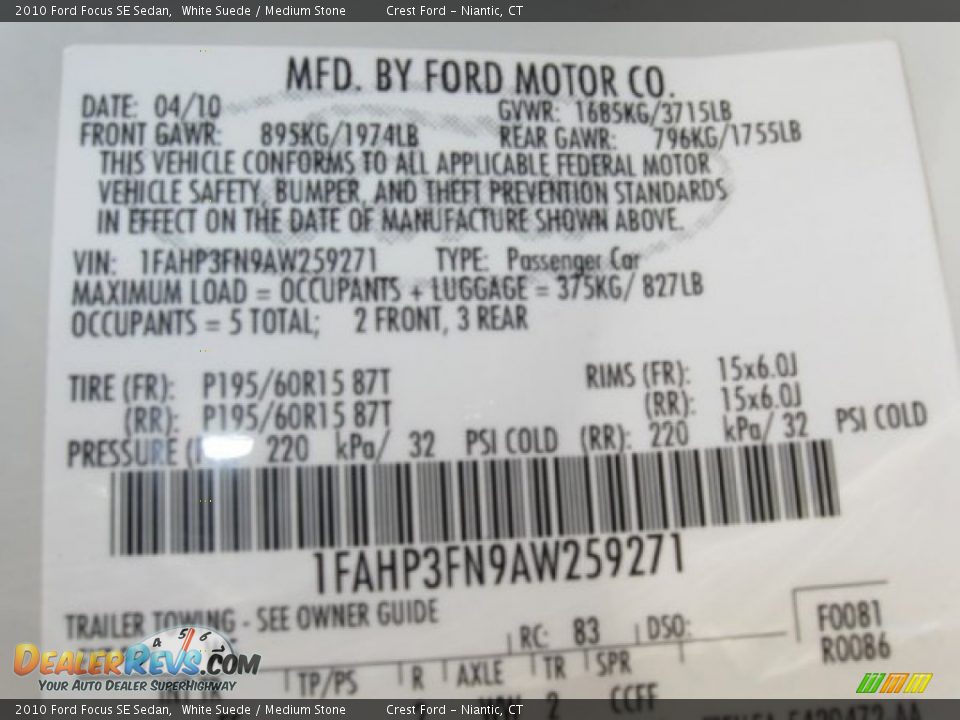 2010 Ford Focus SE Sedan, White Suede / Medium Stone Crest Ford - Niantic, CT
MFD. BY FORD MOTOR CO.
DATE: 04/10 GVWR: 1685KG/3715LB
FRONT GAWR: 895KG/1974LB REAR GAWR: 796KG/1755LB
THIS VEHICLE CONFORMS TO ALL APPLICABLE FEDERAL MOTOR
VEHICLE SAFETY, BUMPER, AND THEFT PREVENTION STANDARDS
IN EFFECT ON THE DATE OF MANUFACTURE SHOWN ABOVE.
VIN: 1FAHP3FN9AW259271 TYPE: Passenger Car
MAXIMUM LOAD = OCCUPANTS + LUGGAGE = 375KG/ 827LB
OCCUPANTS = 5 TOTAL; 2 FRONT, 3 REAR
TIRE (FR): P195/60R15 87T RIMS (FR): 15x6.0J
(RR): P195/60R15 87T (RR): 15x6.0J
PRESSURE 220 kPa/ 32 PSI COLD (RR): 220 kPa/ 32 PSI COLD
1FAHP3FN9AW259271
TRAILER TOWING - SEE OWNER GUIDE
F0081
RC: 83 DSO:
R0086
TP/PS R AXLE TR SPR
2 CCFF
4 5 6 7
DEALERREVS.COM
YOUR AUTO DEALER SUPERHIGHWAY
2010 Ford Focus SE Sedan, White Suede / Medium Stone Crest Ford - Niantic, CT